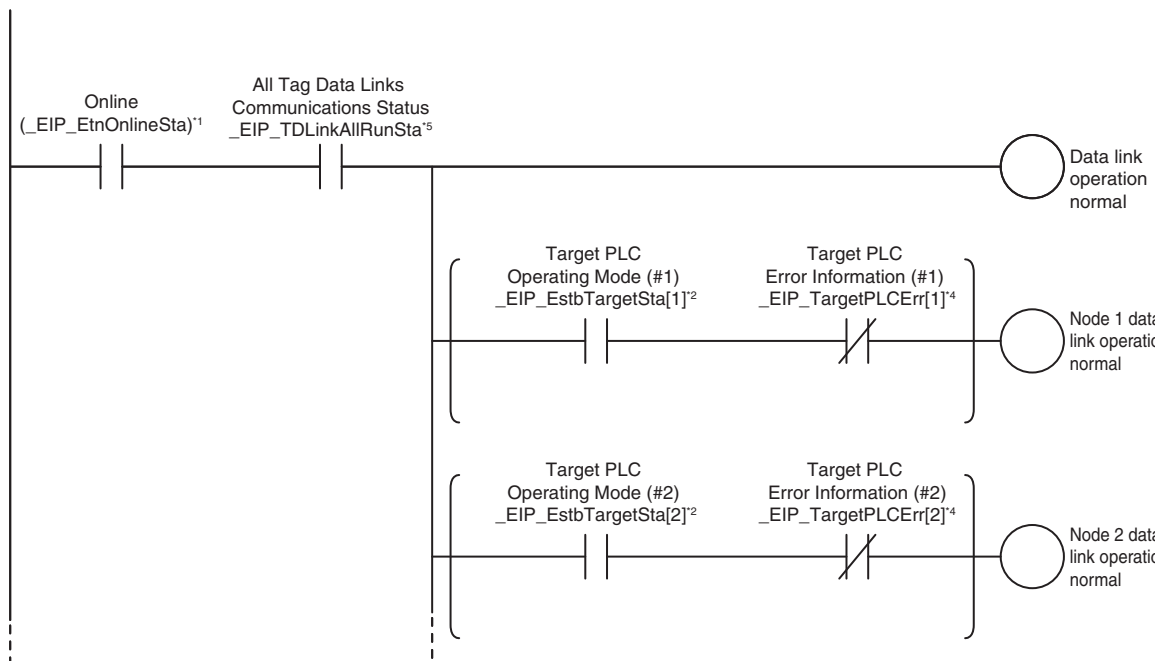 Online
(_EIP_EtnOnlineSta)*1
All Tag Data Links
Communications Status
_EIP_TDLinkAllRunSta*5
Data link
operation
normal
Target PLC
Operating Mode (#1)
_EIP_EstbTargetSta[1]*2
Target PLC
Error Information (#1)
_EIP_TargetPLCErr[1]*4
Node 1 data
link operatio
normal
Target PLC
Operating Mode (#2)
_EIP_EstbTargetSta[2]*2
Target PLC
Error Information (#2)
_EIP_TargetPLCErr[2]*4
Node 2 data
link operatio
normal